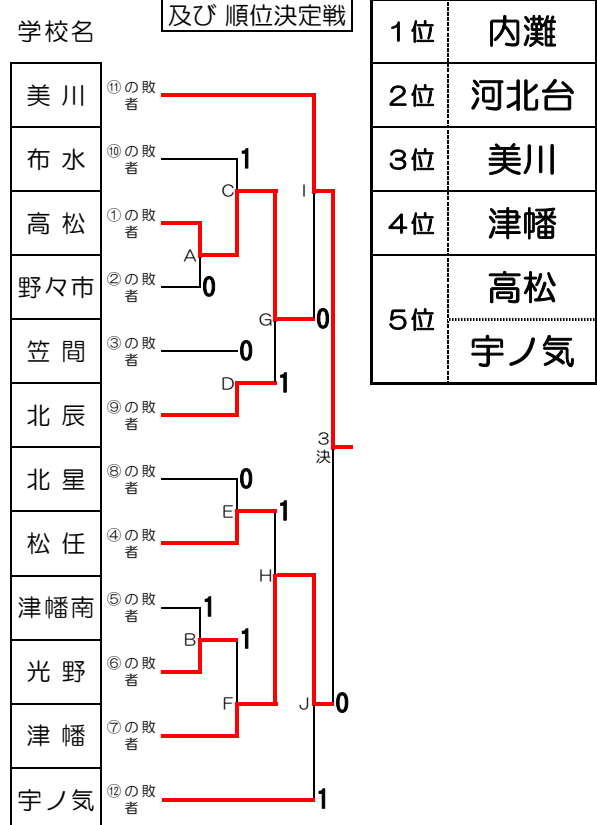 及び 順位決定戦
学校名
美川 ⑪の敗者
布水 ⑩の敗者 1
C I
高松 ①の敗者
A
野々市 ②の敗者 0
G 0
笠間 ③の敗者 0
D 1
北辰 ⑨の敗者
3決
北星 ⑧の敗者 0
E 1
松任 ④の敗者
H
津幡南 ⑤の敗者 1
B 1
光野 ⑥の敗者
F J 0
津幡 ⑦の敗者
宇ノ気 ⑫の敗者 1
1位 内灘
2位 河北台
3位 美川
4位 津幡
5位 高松
宇ノ気